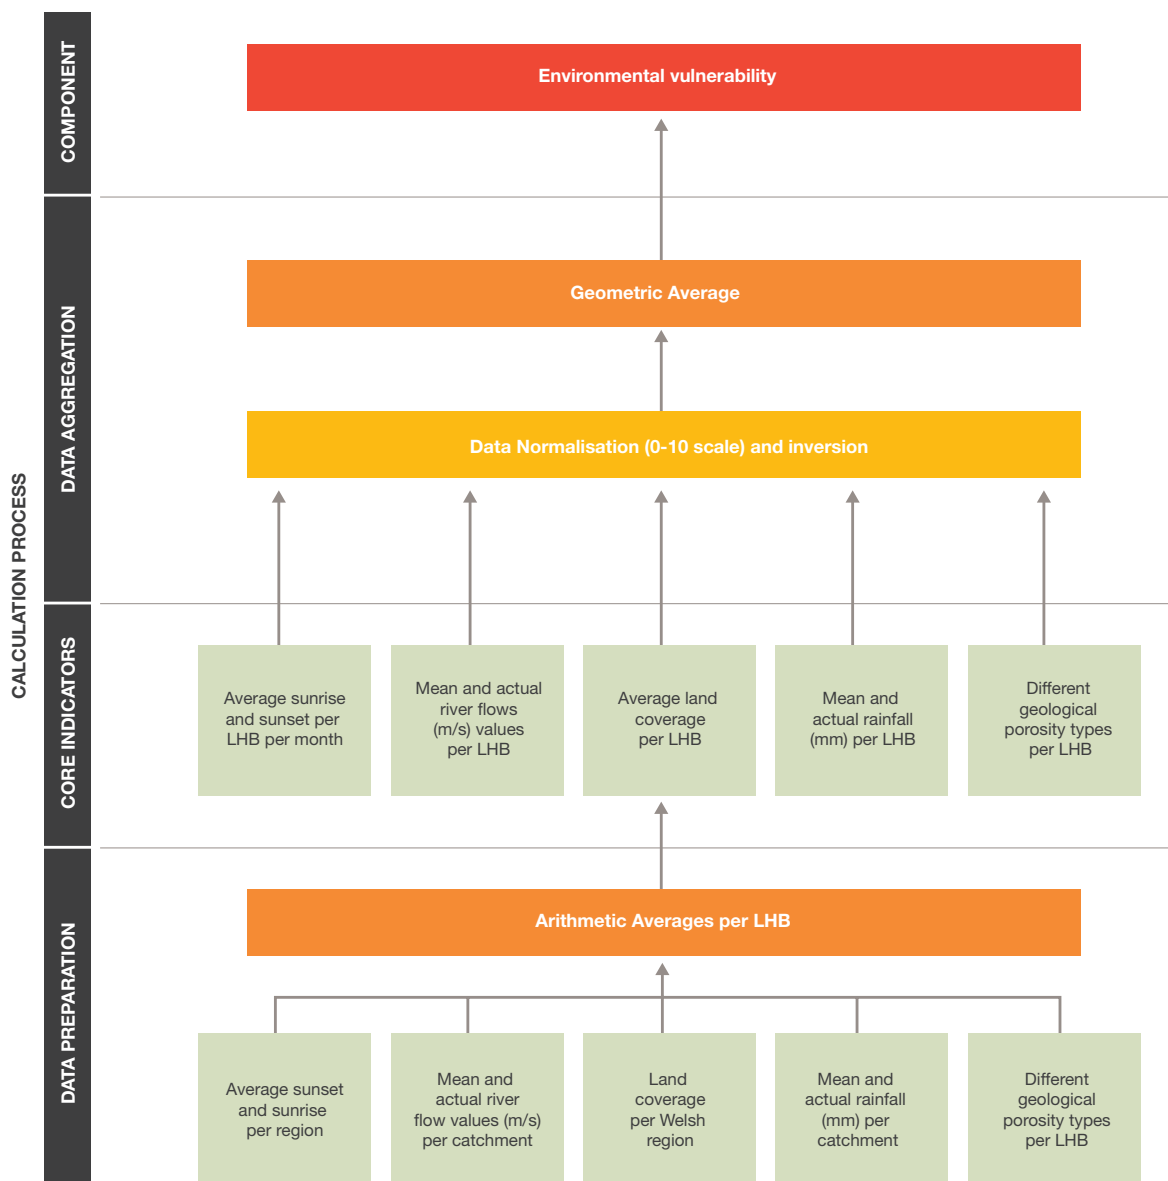 CALCULATION PROCESS
COMPONENT
Environmental vulnerability
DATA AGGREGATION
Geometric Average
Data Normalisation (0-10 scale) and inversion
CORE INDICATORS
Average sunrise
and sunset per
LHB per month
Mean and actual
river flows
(m/s) values
per LHB
Average land
coverage
per LHB
Mean and
actual rainfall
(mm) per LHB
Different
geological
porosity types
per LHB
DATA PREPARATION
Arithmetic Averages per LHB
Average sunset
and sunrise
per region
Mean and
actual river
flow values (m/s)
per catchment
Land
coverage
per Welsh
region
Mean and
actual rainfall
(mm) per
catchment
Different
geological
porosity types
per LHB